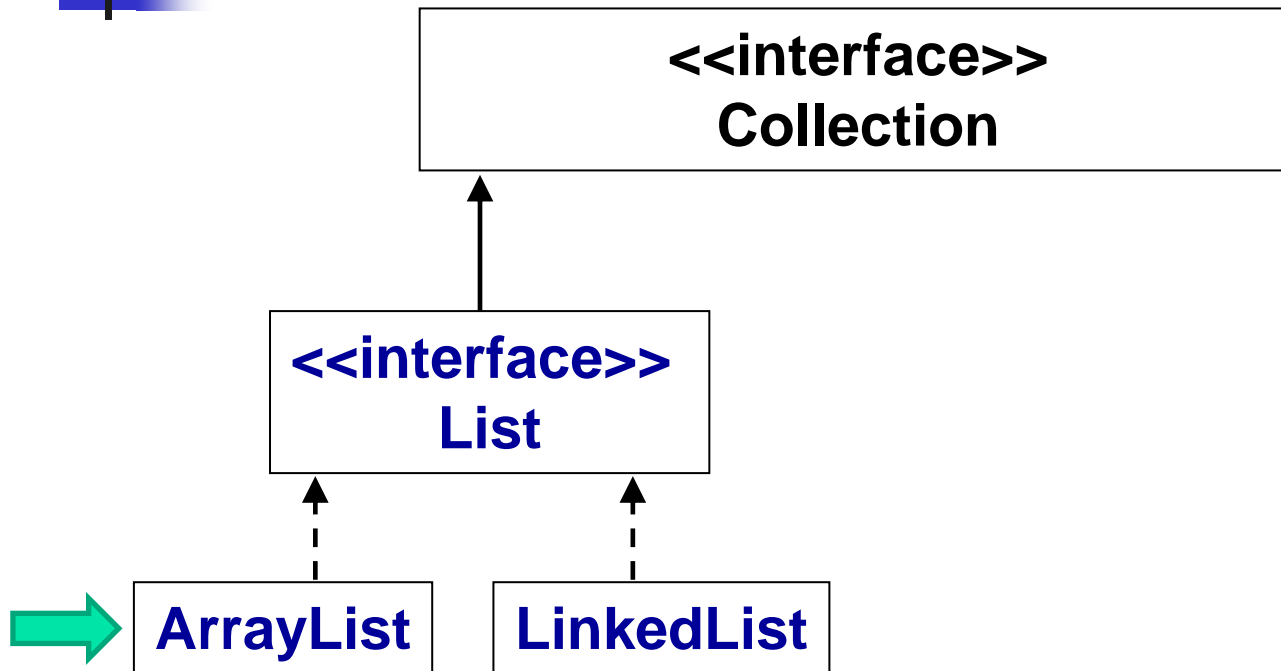 <<interface>>
Collection
<<interface>>
List
ArrayList
LinkedList